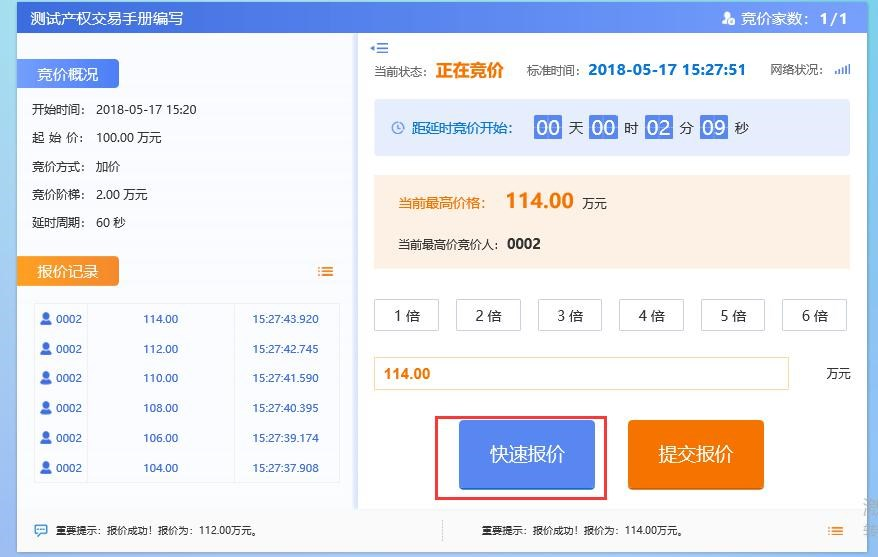 测试产权交易手册编写
竞价家数：1/1
竞价概况
开始时间： 2018-05-17 15:20
起 始 价： 100.00 万元
竞价方式： 加价
竞价阶梯： 2.00 万元
延时周期： 60 秒
报价记录
0002 114.00 15:27:43.920
0002 112.00 15:27:42.745
0002 110.00 15:27:41.590
0002 108.00 15:27:40.395
0002 106.00 15:27:39.174
0002 104.00 15:27:37.908
当前状态： 正在竞价 标准时间： 2018-05-17 15:27:51 网络状况：
距延时竞价开始： 00 天 00 时 02 分 09 秒
当前最高价格： 114.00 万元
当前最高价竞价人： 0002
1 倍 2 倍 3 倍 4 倍 5 倍 6 倍
114.00 万元
快速报价 提交报价
重要提示：报价成功！报价为：112.00万元。
重要提示：报价成功！报价为：114.00万元。